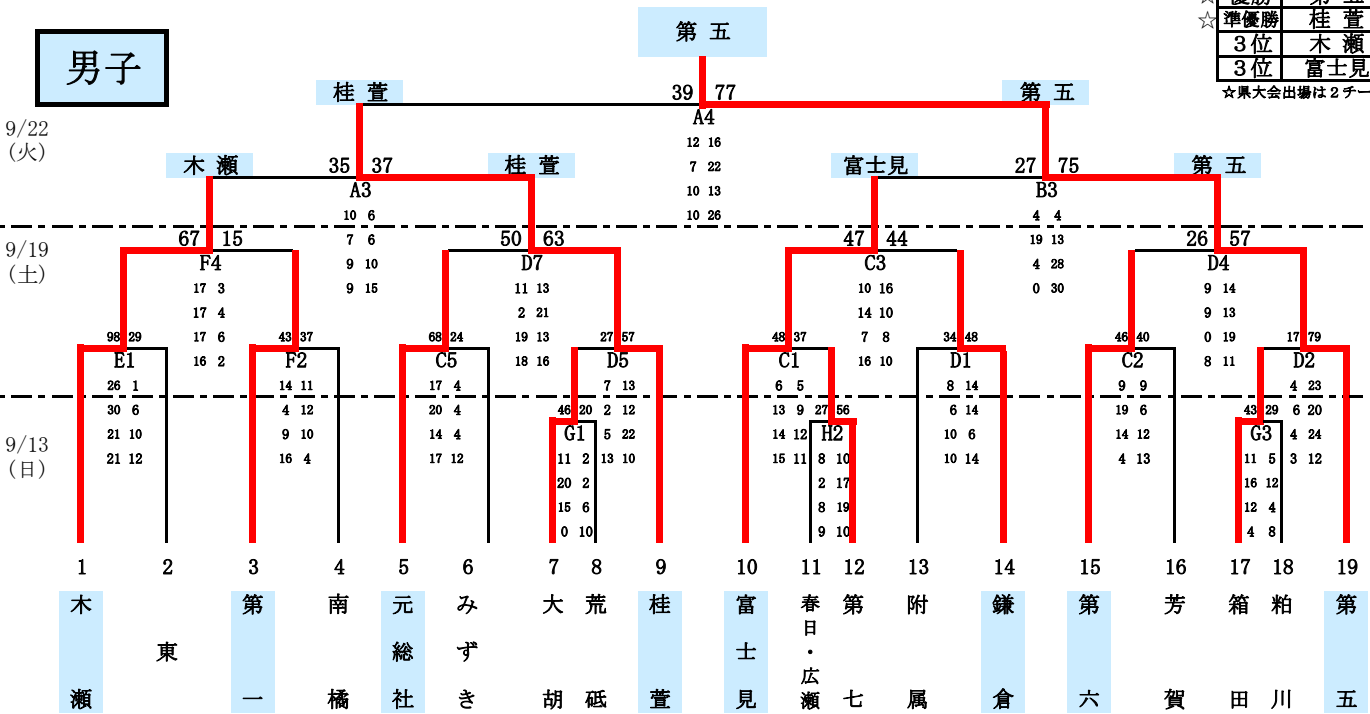 男子
第 五
☆ 優勝 第 五
☆ 準優勝 桂 萱
3位 木 瀬
3位 富士見
☆県大会出場は2チー
9/22
(火)
桂 萱 39 77 第 五
A4
12 16
7 22
10 13
10 26
木 瀬 35 37 桂 萱
A3
10 6
7 6
9 10
9 15
富士見 27 75 第 五
B3
4 4
19 13
4 28
0 30
9/19
(土)
67 15
F4
17 3
17 4
17 6
16 2
50 63
D7
11 13
2 21
19 13
18 16
47 44
C3
10 16
14 10
7 8
16 10
26 57
D4
9 14
9 13
0 19
8 11
98 29
E1
26 1
30 6
21 10
21 12
43 37
F2
14 11
4 12
9 10
16 4
68 24
C5
17 4
20 4
14 4
17 12
27 57
D5
7 13
2 12
5 22
13 10
48 37
C1
6 5
13 9
14 12
15 11
34 48
D1
8 14
6 14
10 6
10 14
46 40
C2
9 9
19 6
14 12
4 13
17 79
D2
4 23
6 20
4 24
3 12
9/13
(日)
46 20
G1
11 2
20 2
15 6
0 10
27 56
H2
8 10
2 17
8 19
9 10
43 29
G3
11 5
16 12
12 4
4 8
1 2 3 4 5 6 7 8 9 10 11 12 13 14 15 16 17 18 19
木瀬
東
第一
南橘
元総社
みずき
大胡
荒砥
桂萱
富士見
春日・広瀬
第七
附属
鎌倉
第六
芳賀
箱田
粕川
第五